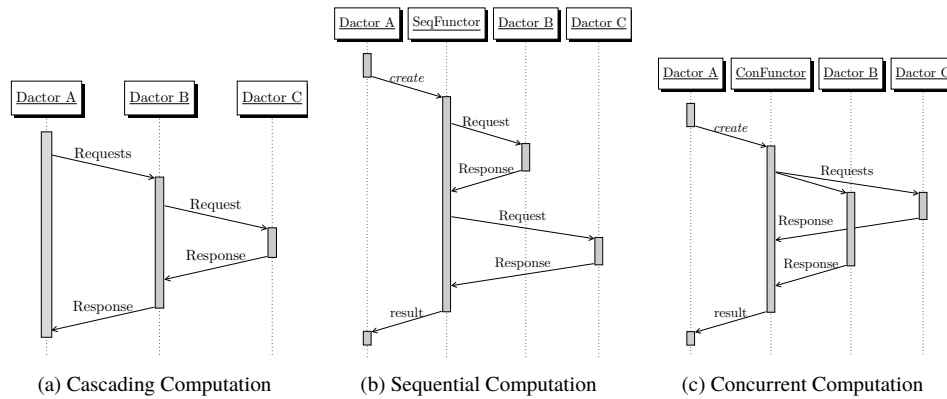 Dactor A
Dactor B
Dactor C
Requests
Request
Response
Response
(a) Cascading Computation
Dactor A
SeqFunctor
Dactor B
Dactor C
create
Request
Response
Request
Response
result
(b) Sequential Computation
Dactor A
ConFunctor
Dactor B
Dactor C
create
Requests
Response
Response
result
(c) Concurrent Computation